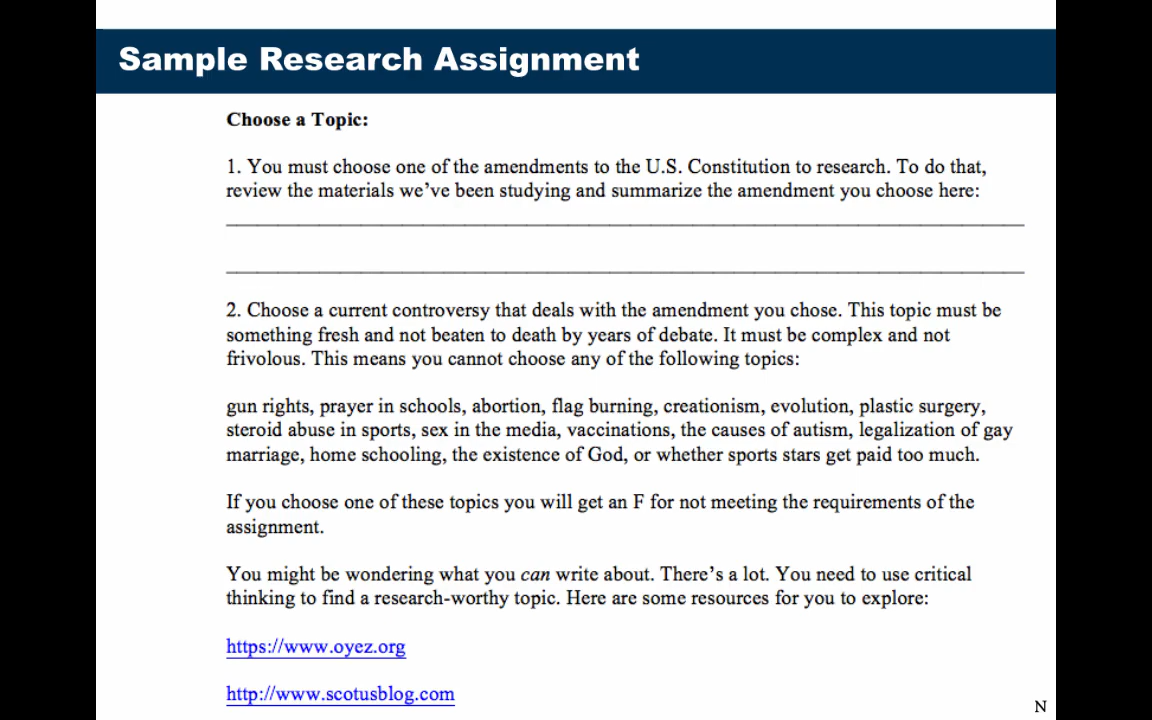 Sample Research Assignment
Choose a Topic:
1. You must choose one of the amendments to the U.S. Constitution to research. To do that,
review the materials we’ve been studying and summarize the amendment you choose here:
2. Choose a current controversy that deals with the amendment you chose. This topic must be
something fresh and not beaten to death by years of debate. It must be complex and not
frivolous. This means you cannot choose any of the following topics:
gun rights, prayer in schools, abortion, flag burning, creationism, evolution, plastic surgery,
steroid abuse in sports, sex in the media, vaccinations, the causes of autism, legalization of gay
marriage, home schooling, the existence of God, or whether sports stars get paid too much.
If you choose one of these topics you will get an F for not meeting the requirements of the
assignment.
You might be wondering what you can write about. There’s a lot. You need to use critical
thinking to find a research-worthy topic. Here are some resources for you to explore:
https://www.oyez.org
http://www.scotusblog.com
N